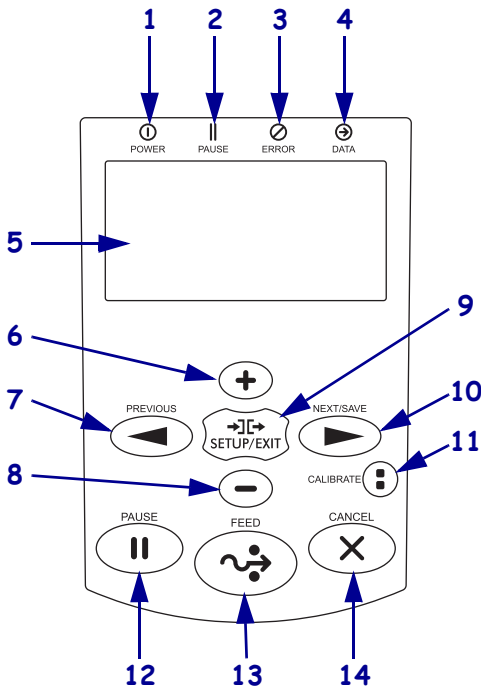 1 2 3 4
POWER PAUSE ERROR DATA
5
9
6
7 PREVIOUS NEXT/SAVE 10
SETUP/EXIT
11
8 CALIBRATE
PAUSE FEED CANCEL
12 13 14